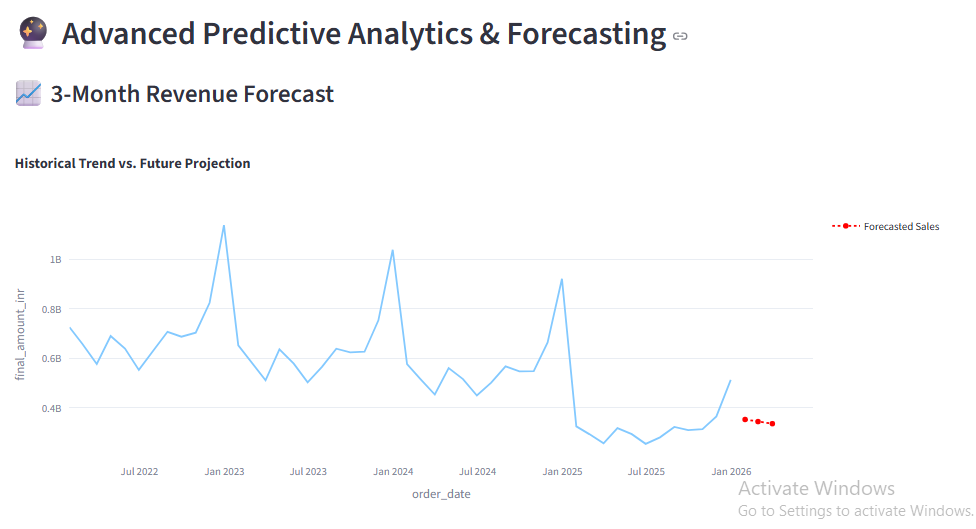 Advanced Predictive Analytics & Forecasting
3-Month Revenue Forecast
Historical Trend vs. Future Projection
Forecasted Sales
1B
0.8B
0.6B
0.4B
final_amount_inr
Jul 2022
Jan 2023
Jul 2023
Jan 2024
Jul 2024
Jan 2025
Jul 2025
Jan 2026
order_date
Activate Windows
Go to Settings to activate Windows.